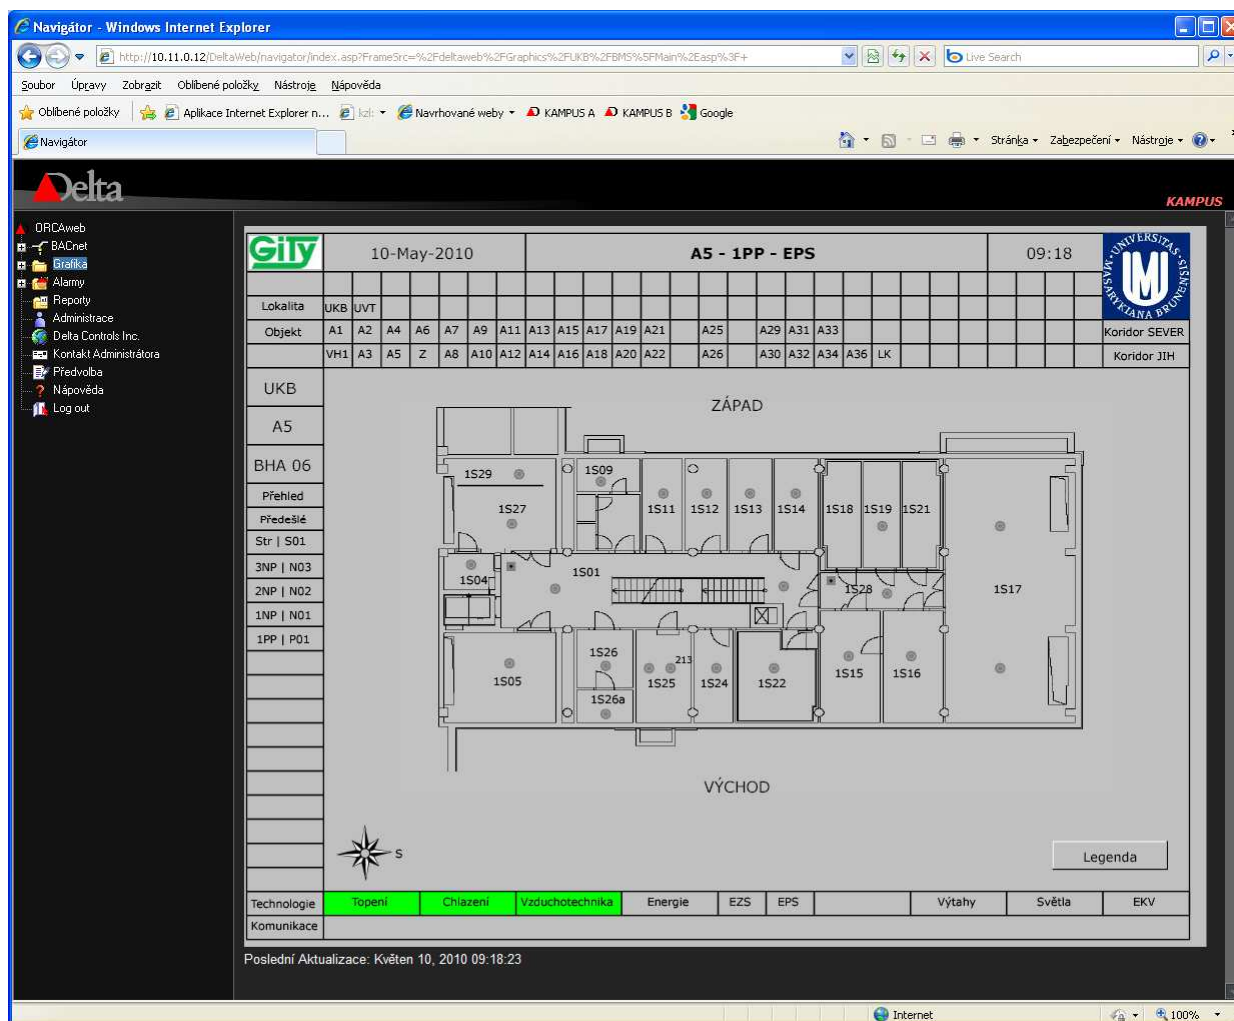 Navigátor - Windows Internet Explorer
http://10.11.0.12/DeltaWeb/navigator/index.asp?FrameSrc=%2Fdeltaweb%2FGraphics%2FUKB%2FBMS%5FMain%2Easp%3F+
Live Search
Soubor Úpravy Zobrazit Oblíbené položky Nástroje Nápověda
Oblíbené položky Aplikace Internet Explorer n... Navrhované weby KAMPUS A KAMPUS B Google
Navigátor Stránka Zabezpečení Nástroje
Delta
KAMPUS
ORCAweb
BACnet
Grafika
Alarmy
Reporty
Administrace
Delta Controls Inc.
Kontakt Administrátora
Předvolba
Nápověda
Log out
GiTy 10-May-2010 A5 - 1PP - EPS 09:18
UNIVERSITAS MASARYKIANA BRUNENSIS
Lokalita UKB UVT
Objekt A1 A2 A4 A6 A7 A9 A11 A13 A15 A17 A19 A21 A25 A29 A31 A33 Koridor SEVER
VH1 A3 A5 Z A8 A10 A12 A14 A16 A18 A20 A22 A26 A30 A32 A34 A36 LK Koridor JIH
UKB
A5
BHA 06
Přehled
Předešlé
Str | S01
3NP | N03
2NP | N02
1NP | N01
1PP | P01
ZÁPAD
1S29 1S09
1S27 1S11 1S12 1S13 1S14 1S18 1S19 1S21
1S04 1S01 1S28 1S17
1S26 213
1S05 1S25 1S24 1S22 1S15 1S16
1S26a
VÝCHOD
S
Legenda
Technologie Topení Chlazení Vzduchotechnika Energie EZS EPS Výtahy Světla EKV
Komunikace
Poslední Aktualizace: Květen 10, 2010 09:18:23
Internet 100%